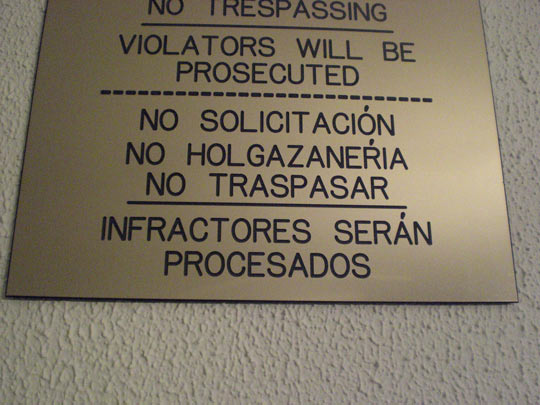 NO TRESPASSING
VIOLATORS WILL BE
PROSECUTED
NO SOLICITACIÓN
NO HOLGAZANEŔIA
NO TRASPASAR
INFRACTORES SERÁN
PROCESADOS